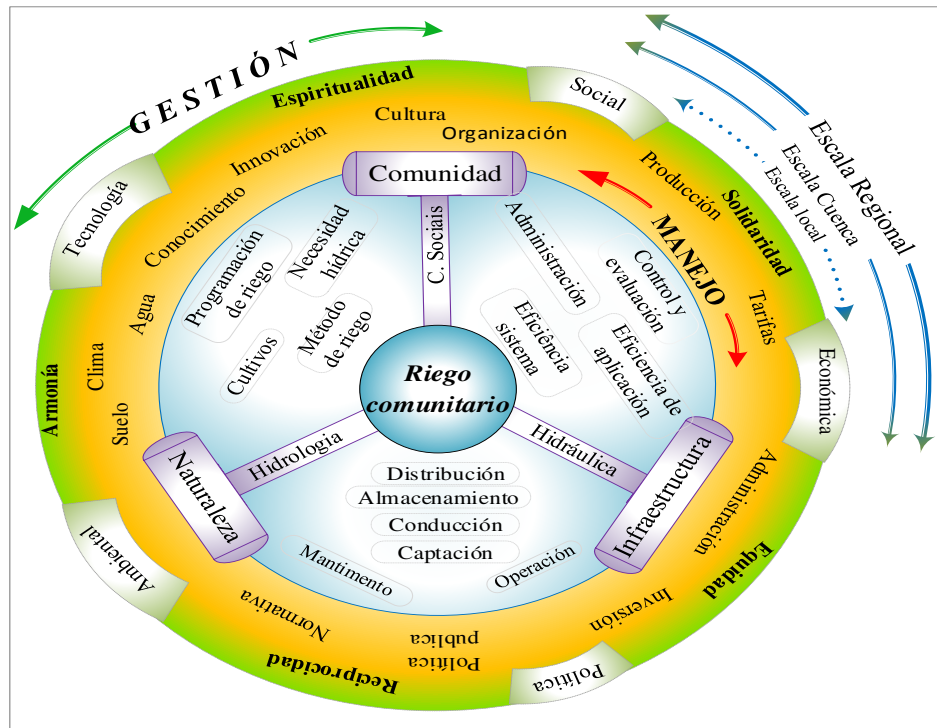 GESTIÓN
Espiritualidad
Social
Cultura
Organización
Innovación
Tecnología
Conocimiento
Comunidad
Producción
Solidaridad
Escala Regional
Escala Cuenca
Escala local
MANEJO
Programación
de riego
Necesidad
hídrica
C. Sociais
Administración
Control y
evaluación
Agua
Cultivos
Método
de riego
Eficiência
sistema
Eficiencia de
aplicación
Tarifas
Armonía
Clima
Suelo
Riego
comunitario
Económica
Naturaleza
Hidrologia
Hidráulica
Infraestructura
Distribución
Almacenamiento
Conducción
Captación
Mantimento
Operación
Administración
Equidad
Ambiental
Normativa
Política
publica
Inversión
Reciprocidad
Política